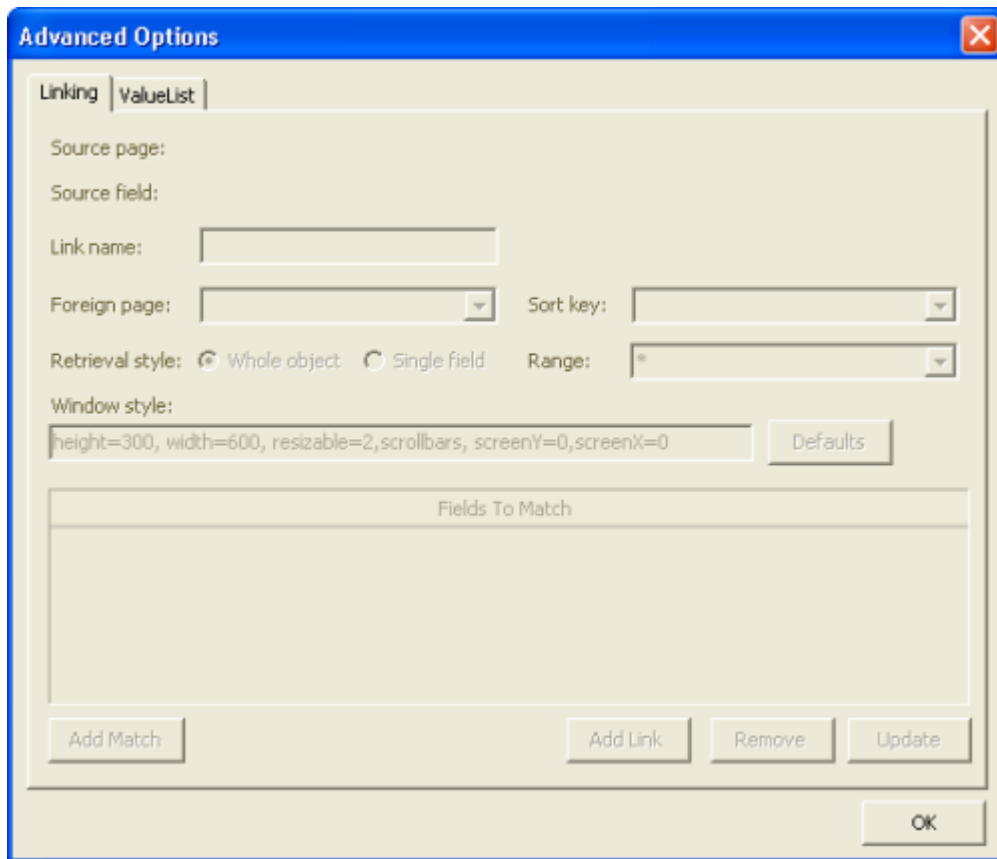 Advanced Options
Linking ValueList
Source page:
Source field:
Link name:
Foreign page: Sort key:
Retrieval style: Whole object Single field Range: *
Window style:
height=300, width=600, resizable=2,scrollbars, screenY=0,screenX=0 Defaults
Fields To Match
Add Match Add Link Remove Update
OK